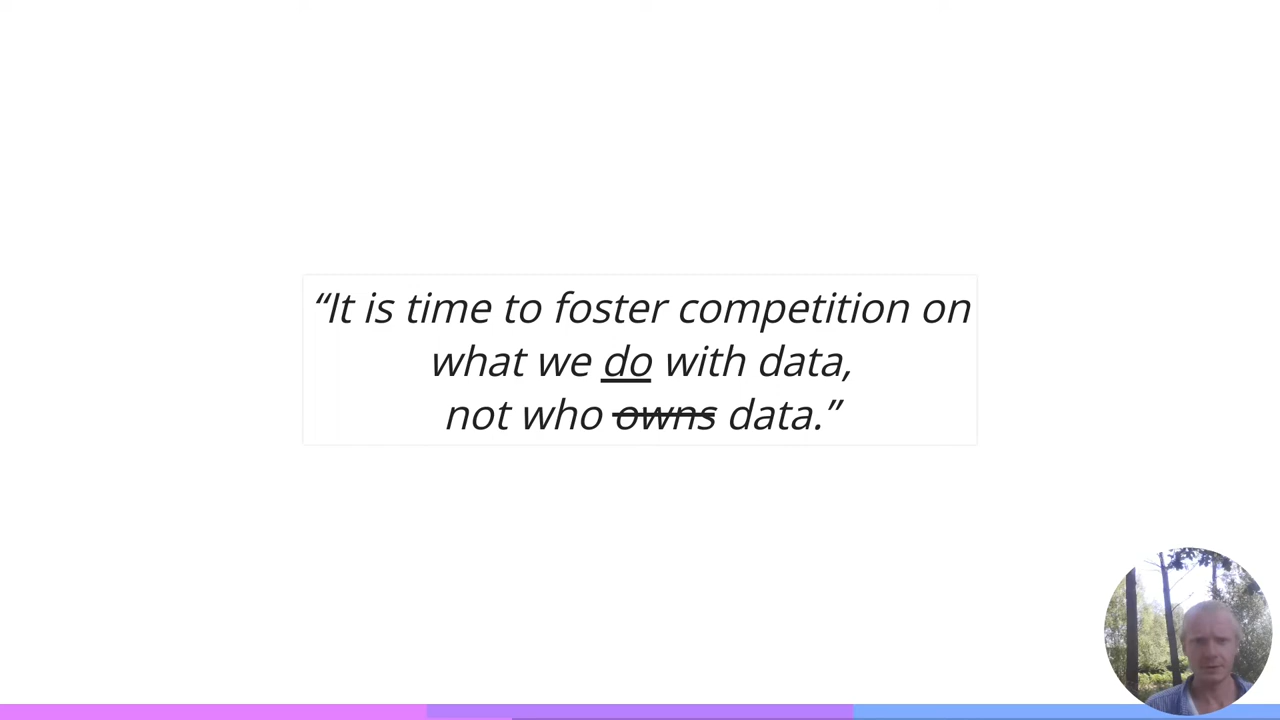 “It is time to foster competition on
what we do with data,
not who owns data.”